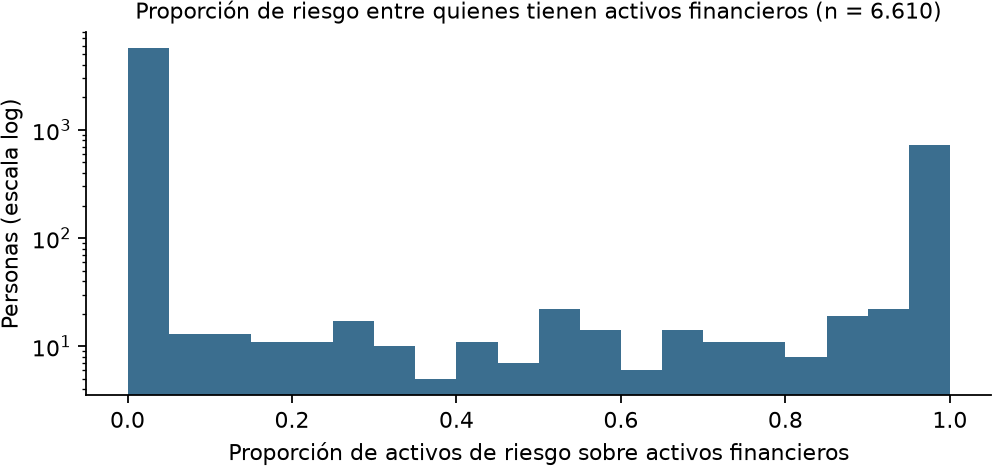 Proporción de riesgo entre quienes tienen activos financieros (n = 6.610)
Personas (escala log)
10³
10²
10¹
0.0 0.2 0.4 0.6 0.8 1.0
Proporción de activos de riesgo sobre activos financieros